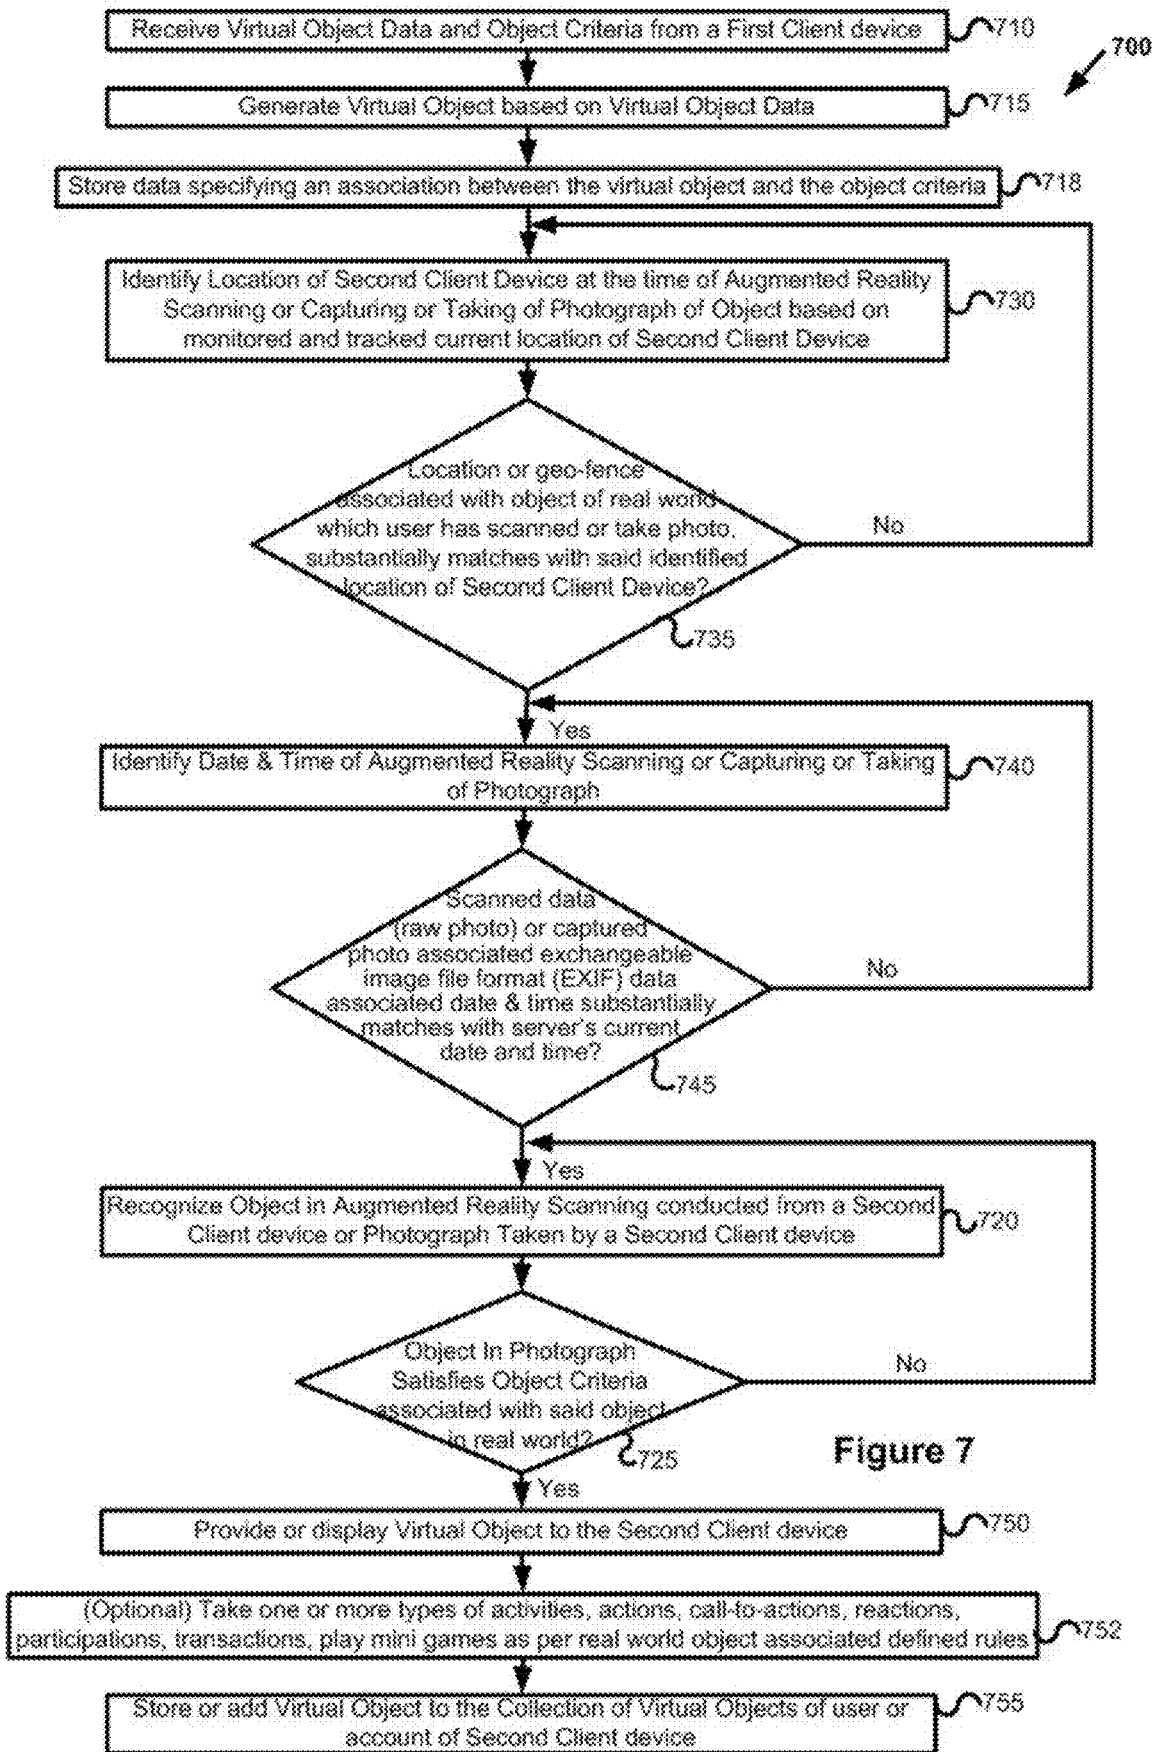 Receive Virtual Object Data and Object Criteria from a First Client device
710
700
Generate Virtual Object based on Virtual Object Data
715
Store data specifying an association between the virtual object and the object criteria
718
Identify Location of Second Client Device at the time of Augmented Reality
Scanning or Capturing or Taking of Photograph of Object based on
monitored and tracked current location of Second Client Device
730
Location or geo-fence
associated with object of real world
which user has scanned or take photo,
substantially matches with said identified
location of Second Client Device?
No
735
Yes
Identify Date & Time of Augmented Reality Scanning or Capturing or Taking
of Photograph
740
Scanned data
(raw photo) or captured
photo associated exchangeable
image file format (EXIF) data
associated date & time substantially
matches with server's current
date and time?
No
745
Yes
Recognize Object in Augmented Reality Scanning conducted from a Second
Client device or Photograph Taken by a Second Client device
720
Object In Photograph
Satisfies Object Criteria
associated with said object
in real world?
No
725
Figure 7
Yes
Provide or display Virtual Object to the Second Client device
750
(Optional) Take one or more types of activities, actions, call-to-actions, reactions,
participations, transactions, play mini games as per real world object associated defined rules
752
Store or add Virtual Object to the Collection of Virtual Objects of user or
account of Second Client device
755